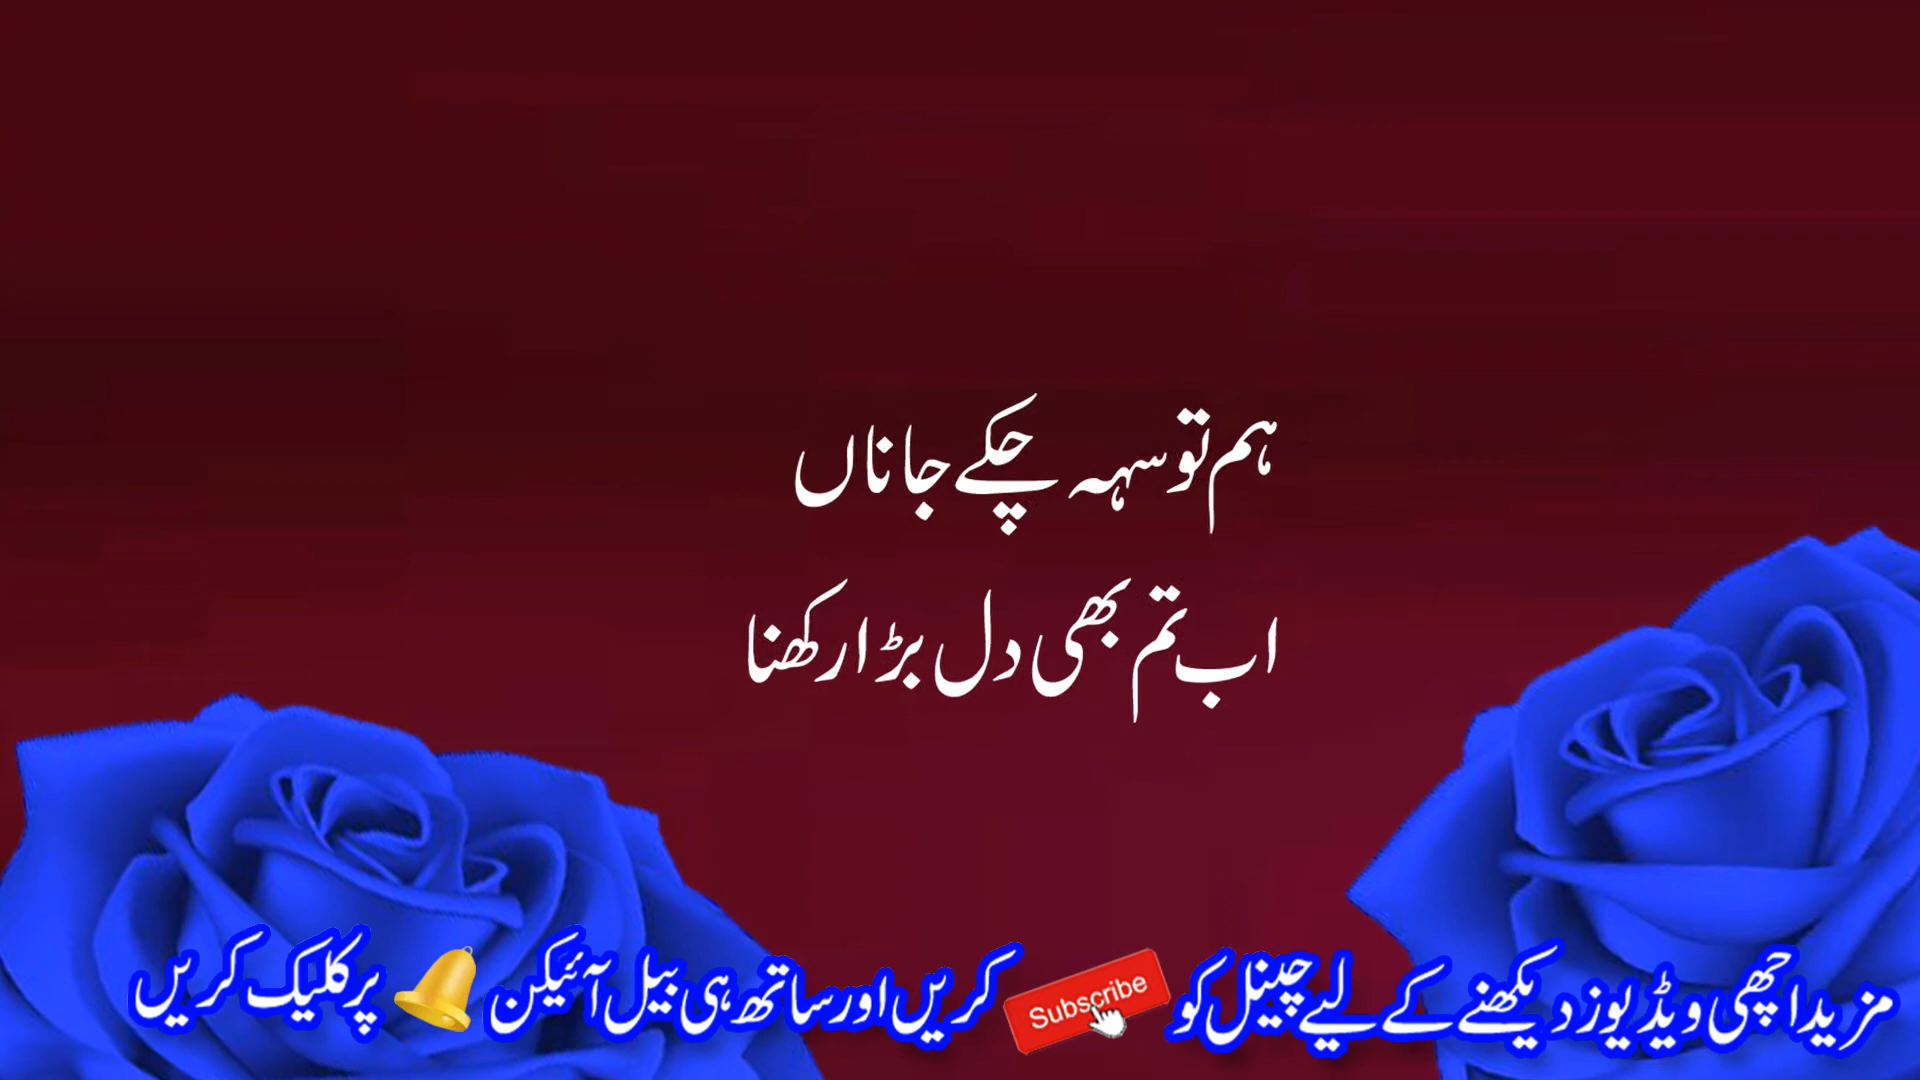 ہم تو سہہ چکے جاناں
اب تم بھی دل بڑا رکھنا
مزید اچھی ویڈیوز دیکھنے کے لیے چینل کو Subscribe کریں اور ساتھ ہی بیل آئیکن پر کلیک کریں